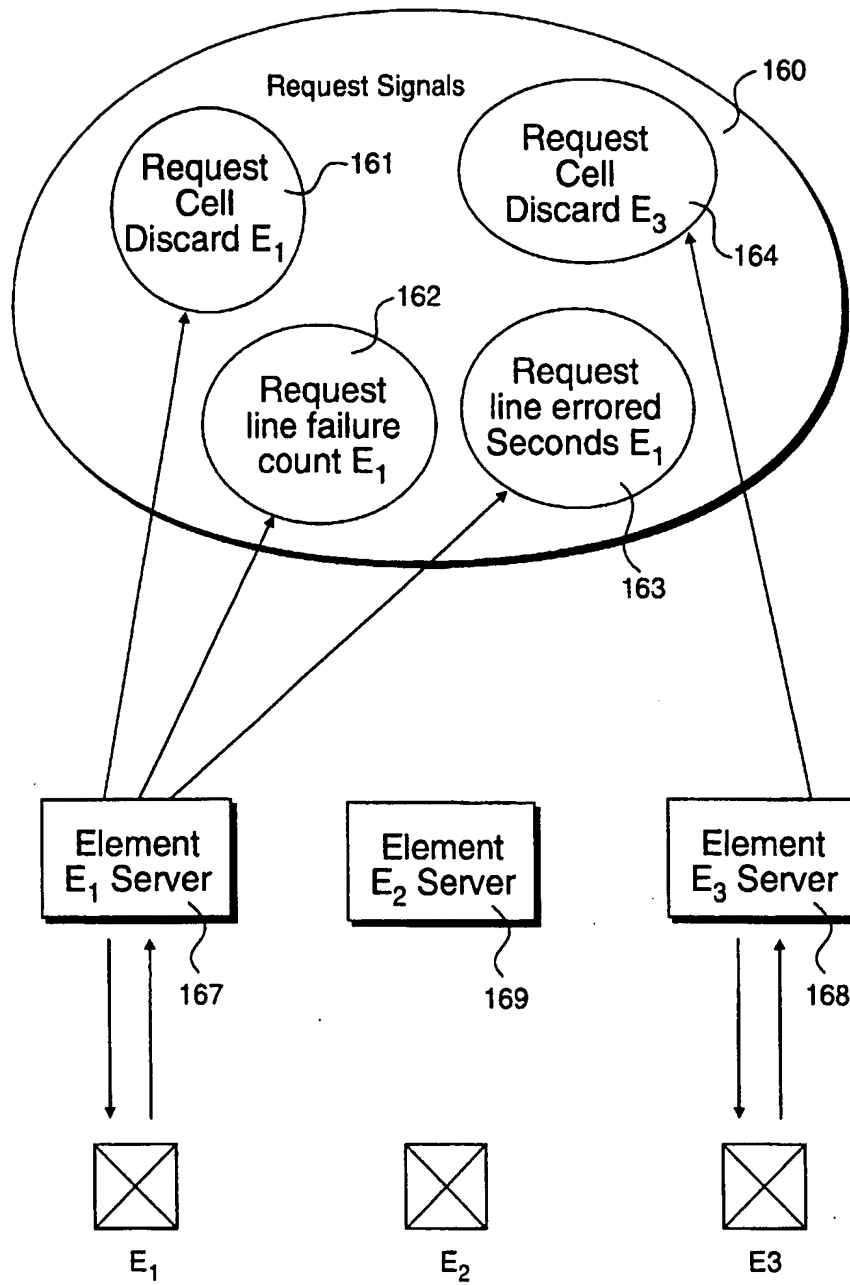 Request Signals
160
Request
Cell
Discard E₁
161
Request
Cell
Discard E₃
164
162
Request
line failure
count E₁
Request
line errored
Seconds E₁
163
Element
E₁ Server
167
Element
E₂ Server
169
Element
E₃ Server
168
E₁
E₂
E3